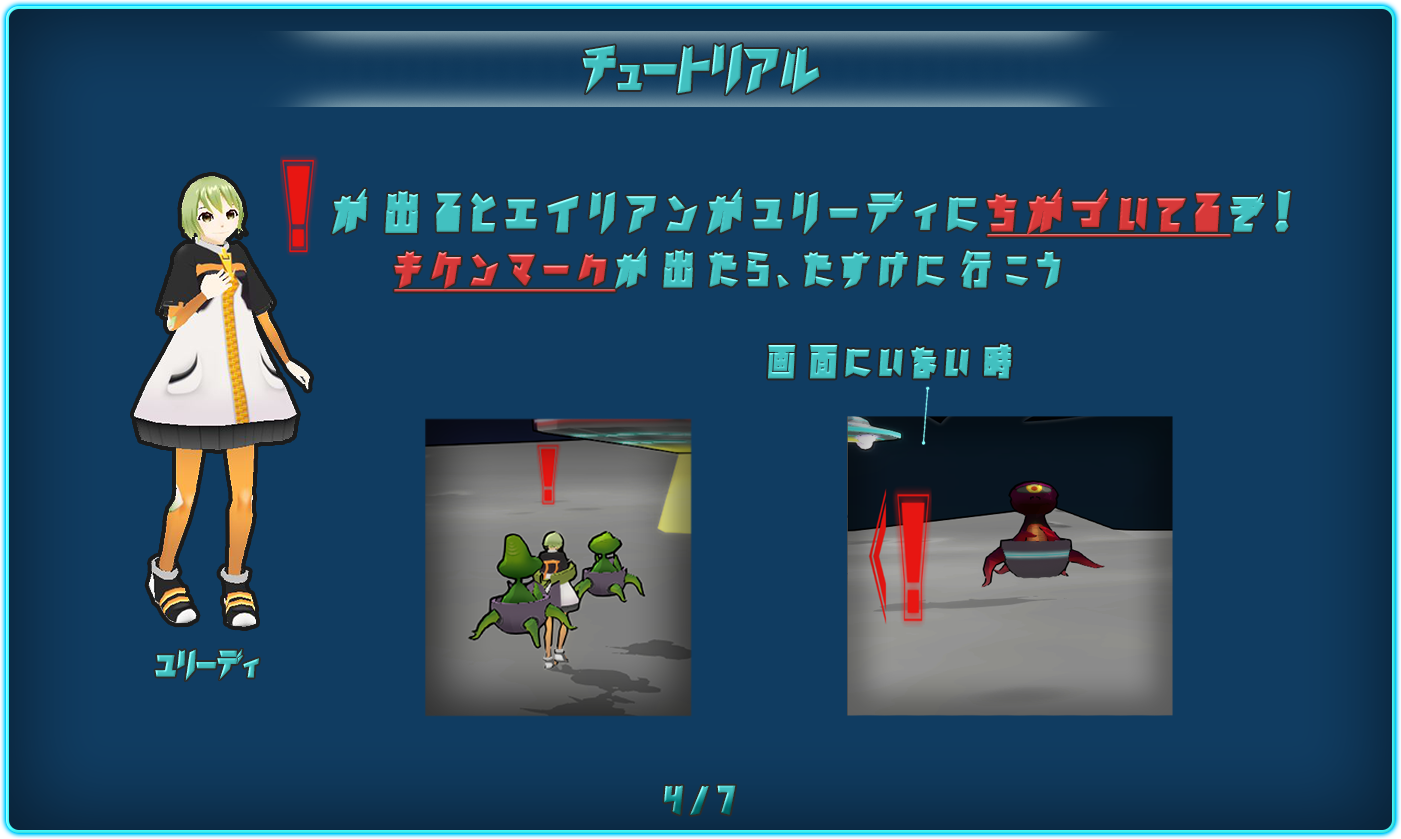 チュートリアル
!が出るとエイリアンがユリーディにちかづいてるぞ!
キケンマークが出たら、たすけに行こう
画面にいない時
!
!
ユリーディ
4/7